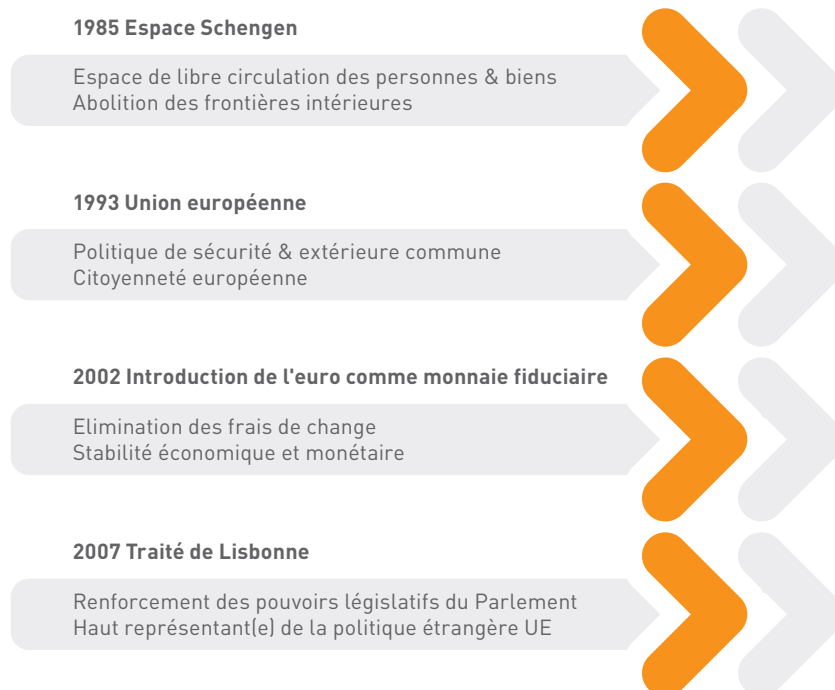 1985 Espace Schengen
Espace de libre circulation des personnes & biens
Abolition des frontières intérieures
1993 Union européenne
Politique de sécurité & extérieure commune
Citoyenneté européenne
2002 Introduction de l'euro comme monnaie fiduciaire
Elimination des frais de change
Stabilité économique et monétaire
2007 Traité de Lisbonne
Renforcement des pouvoirs législatifs du Parlement
Haut représentant(e) de la politique étrangère UE